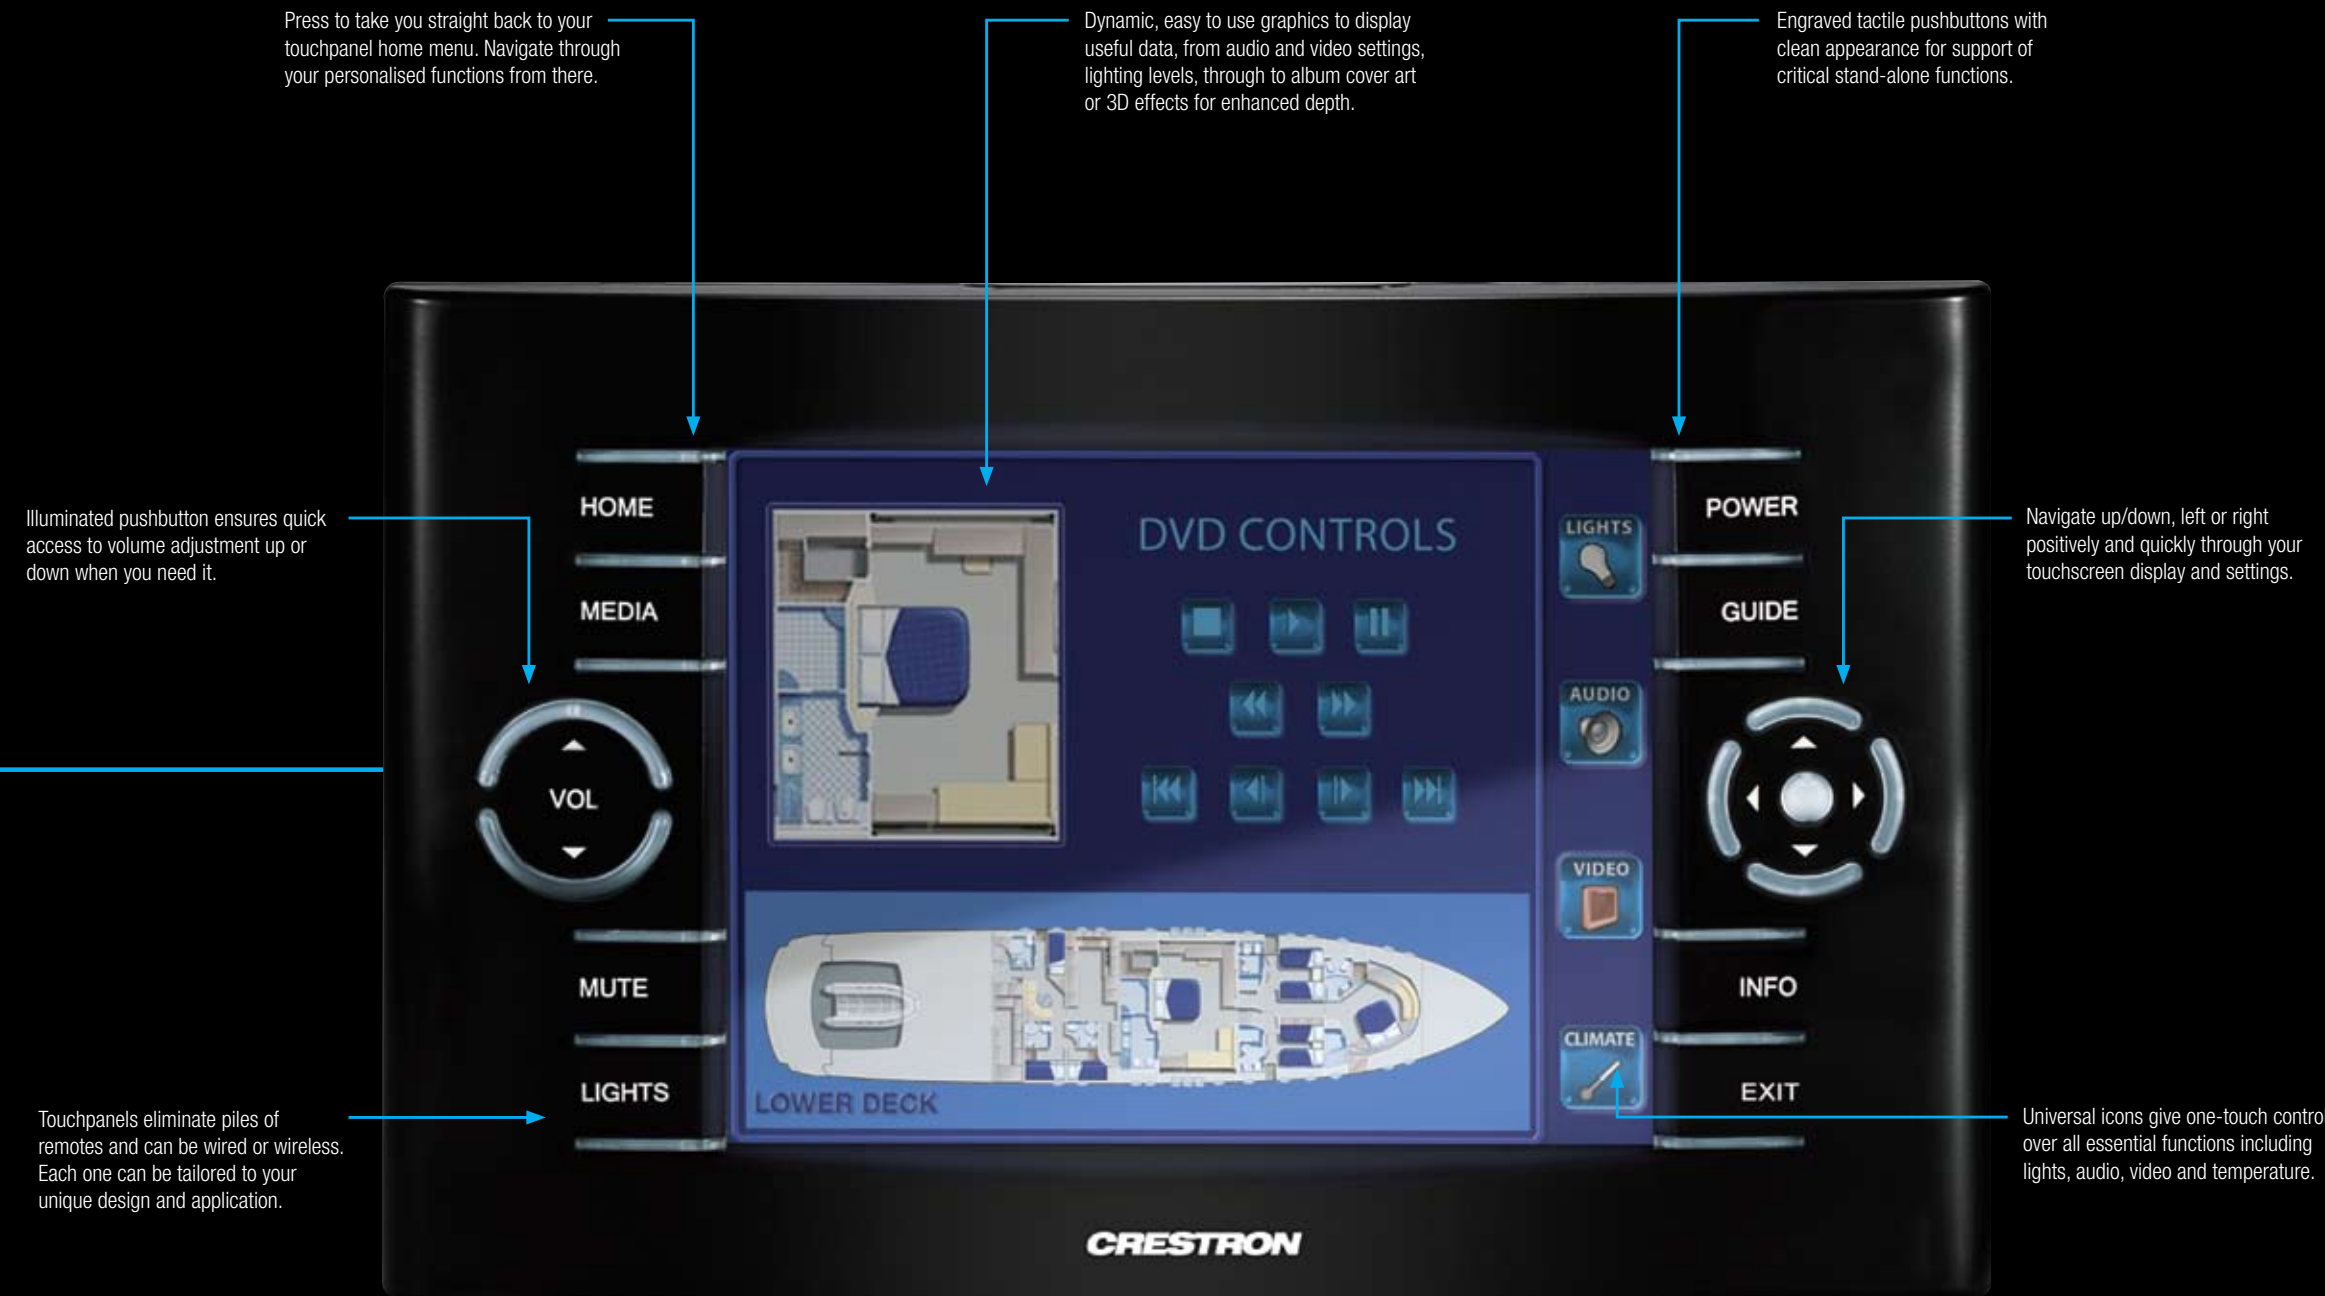 Press to take you straight back to your
touchpanel home menu. Navigate through
your personalised functions from there.
Dynamic, easy to use graphics to display
useful data, from audio and video settings,
lighting levels, through to album cover art
or 3D effects for enhanced depth.
Engraved tactile pushbuttons with
clean appearance for support of
critical stand-alone functions.
Illuminated pushbutton ensures quick
access to volume adjustment up or
down when you need it.
HOME
MEDIA
VOL
MUTE
LIGHTS
DVD CONTROLS
LOWER DECK
LIGHTS
AUDIO
VIDEO
CLIMATE
POWER
GUIDE
INFO
EXIT
Navigate up/down, left or right
positively and quickly through your
touchscreen display and settings.
Touchpanels eliminate piles of
remotes and can be wired or wireless.
Each one can be tailored to your
unique design and application.
Universal icons give one-touch control
over all essential functions including
lights, audio, video and temperature.
CRESTRON